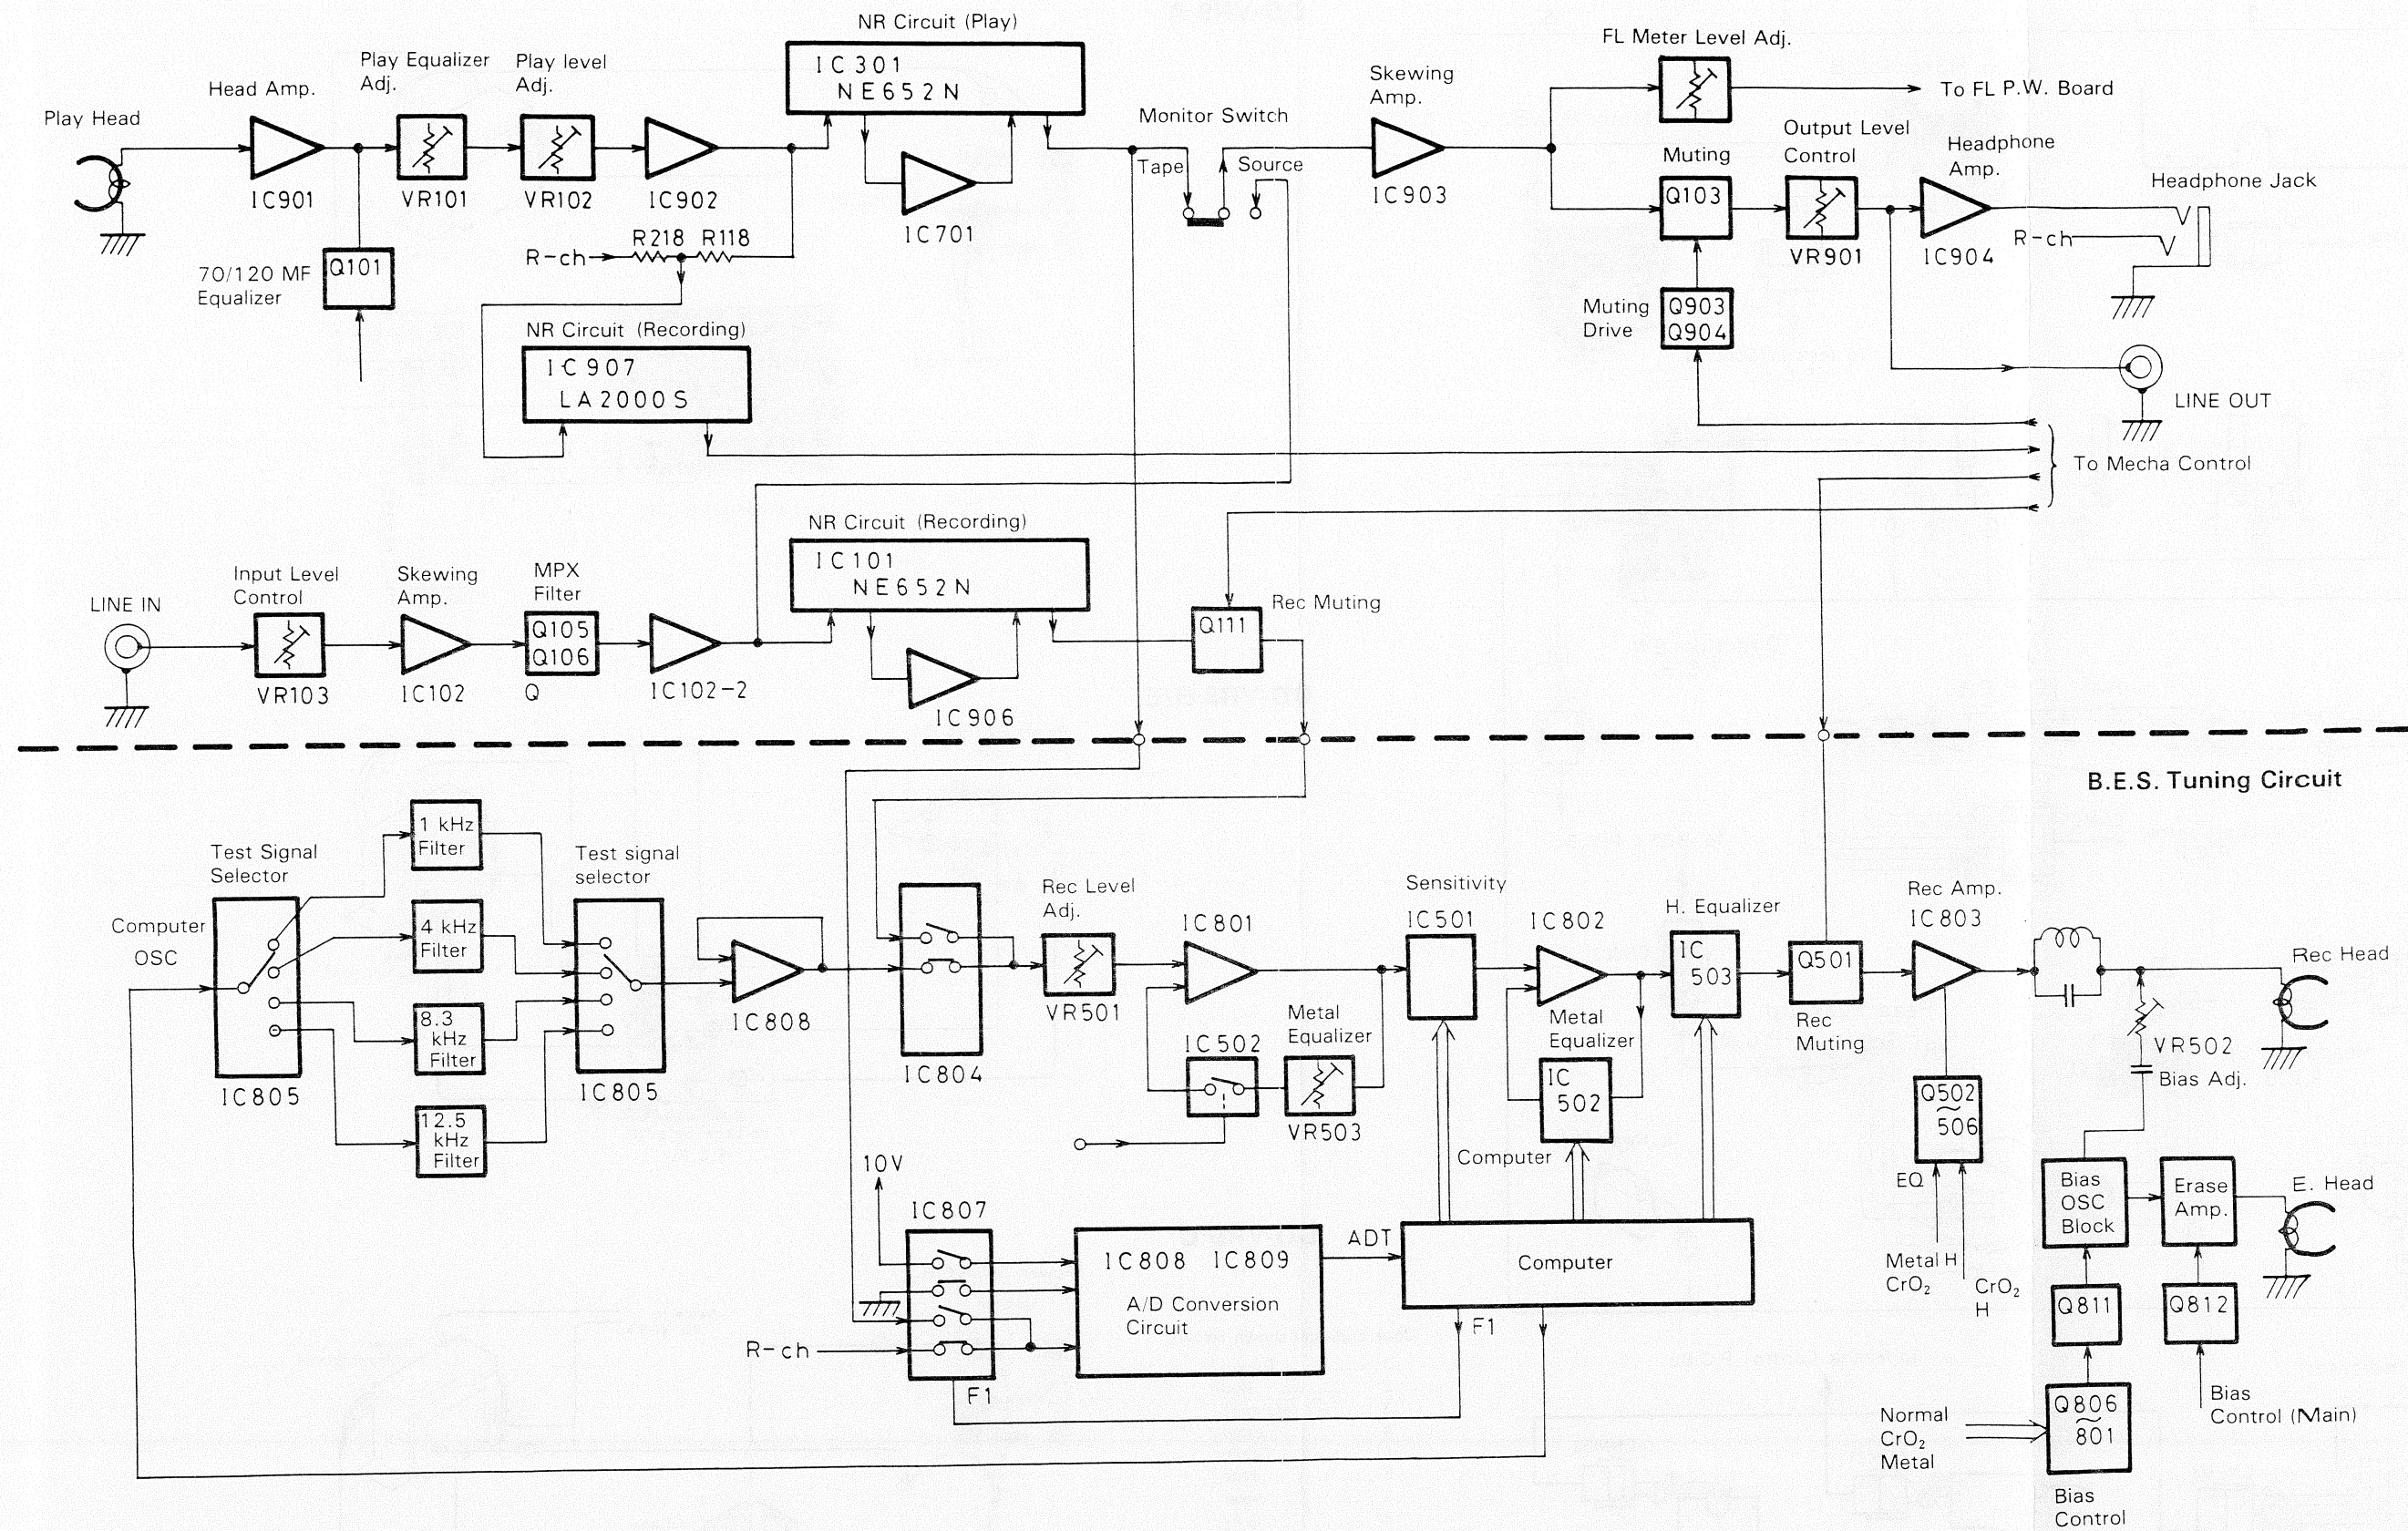 NR Circuit (Play)
IC301
NE652N
Play Head
Head Amp.
IC901
Play Equalizer
Adj.
VR101
Play level
Adj.
VR102
IC902
IC701
70/120 MF
Equalizer
Q101
R-ch
R218
R118
NR Circuit (Recording)
IC907
LA2000S
Monitor Switch
Tape
Source
Skewing
Amp.
IC903
FL Meter Level Adj.
To FL P.W. Board
Muting
Q103
Output Level
Control
VR901
Headphone
Amp.
IC904
Headphone Jack
R-ch
Muting
Drive
Q903
Q904
LINE OUT
To Mecha Control
LINE IN
Input Level
Control
VR103
Skewing
Amp.
IC102
MPX
Filter
Q105
Q106
Q
IC102-2
NR Circuit (Recording)
IC101
NE652N
IC906
Rec Muting
Q111
B.E.S. Tuning Circuit
Computer
OSC
Test Signal
Selector
IC805
1 kHz
Filter
4 kHz
Filter
8.3
kHz
Filter
12.5
kHz
Filter
Test signal
selector
IC805
IC808
IC804
Rec Level
Adj.
VR501
IC801
IC502
Metal
Equalizer
VR503
Sensitivity
IC501
IC802
Metal
Equalizer
IC
502
Computer
H. Equalizer
IC
503
Q501
Rec
Muting
Rec Amp.
IC803
Q502
~
506
EQ
Metal H
CrO₂
CrO₂
H
Rec Head
VR502
Bias Adj.
Bias
OSC
Block
Erase
Amp.
E. Head
Q811
Q812
Normal
CrO₂
Metal
Q806
~
801
Bias
Control
Bias
Control (Main)
10V
IC807
R-ch
F1
IC808 IC809
A/D Conversion
Circuit
ADT
Computer
F1